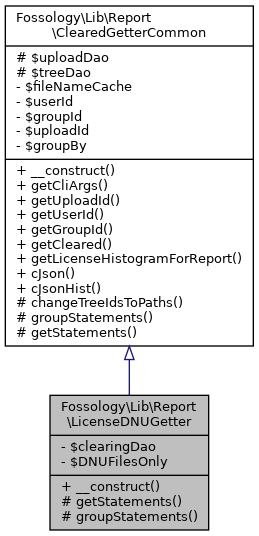 Fossology\Lib\Report
\ClearedGetterCommon
# $uploadDao
# $treeDao
- $fileNameCache
- $userId
- $groupId
- $uploadId
- $groupBy
+ __construct()
+ getCliArgs()
+ getUploadId()
+ getUserId()
+ getGroupId()
+ getCleared()
+ getLicenseHistogramForReport()
+ cJson()
+ cJsonHist()
# changeTreeIdsToPaths()
# groupStatements()
# getStatements()
Fossology\Lib\Report
\LicenseDNUGetter
- $clearingDao
- $DNUFilesOnly
+ __construct()
# getStatements()
# groupStatements()